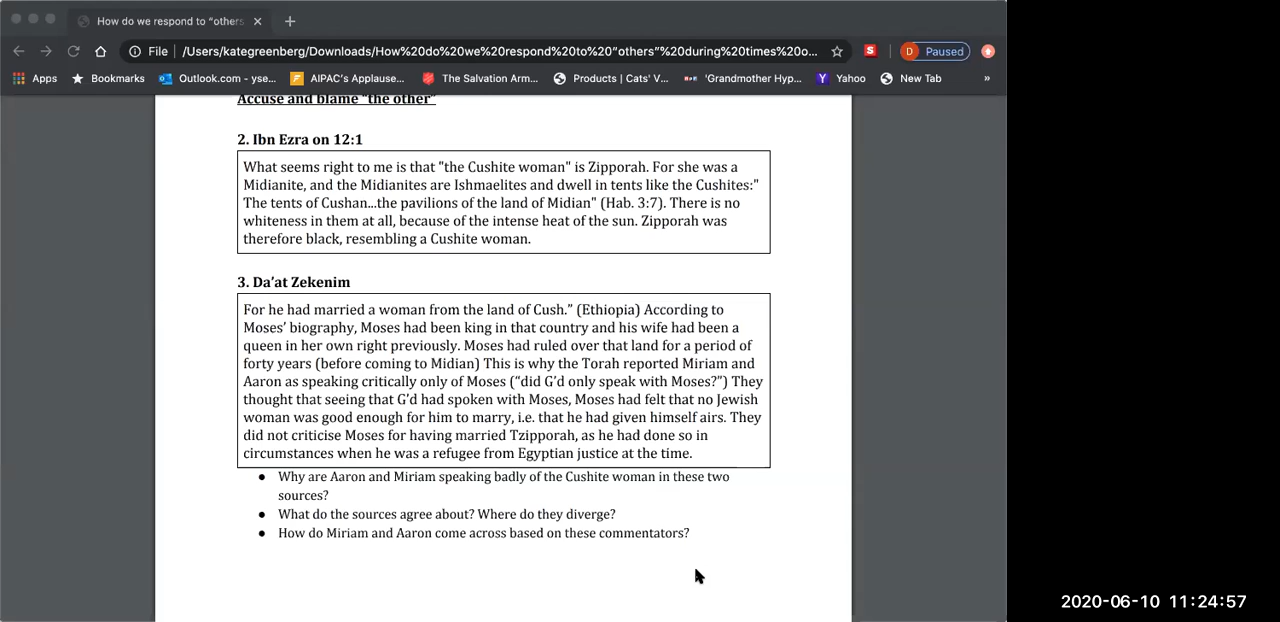 How do we respond to "others
File
/Users/kategreenberg/Downloads/How%20do%20we%20respond%20to%20"others"%20during%20times%20o...
S
D Paused
Apps
Bookmarks
Outlook.com - yse...
AIPAC's Applause...
The Salvation Arm...
Products | Cats' V...
'Grandmother Hyp...
Yahoo
New Tab
»
Accuse and blame "the other"
2. Ibn Ezra on 12:1
What seems right to me is that "the Cushite woman" is Zipporah. For she was a
Midianite, and the Midianites are Ishmaelites and dwell in tents like the Cushites:"
The tents of Cushan...the pavilions of the land of Midian" (Hab. 3:7). There is no
whiteness in them at all, because of the intense heat of the sun. Zipporah was
therefore black, resembling a Cushite woman.
3. Da'at Zekenim
For he had married a woman from the land of Cush." (Ethiopia) According to
Moses' biography, Moses had been king in that country and his wife had been a
queen in her own right previously. Moses had ruled over that land for a period of
forty years (before coming to Midian) This is why the Torah reported Miriam and
Aaron as speaking critically only of Moses ("did G'd only speak with Moses?") They
thought that seeing that G'd had spoken with Moses, Moses had felt that no Jewish
woman was good enough for him to marry, i.e. that he had given himself airs. They
did not criticise Moses for having married Tzipporah, as he had done so in
circumstances when he was a refugee from Egyptian justice at the time.
● Why are Aaron and Miriam speaking badly of the Cushite woman in these two
sources?
● What do the sources agree about? Where do they diverge?
● How do Miriam and Aaron come across based on these commentators?
2020-06-10 11:24:57